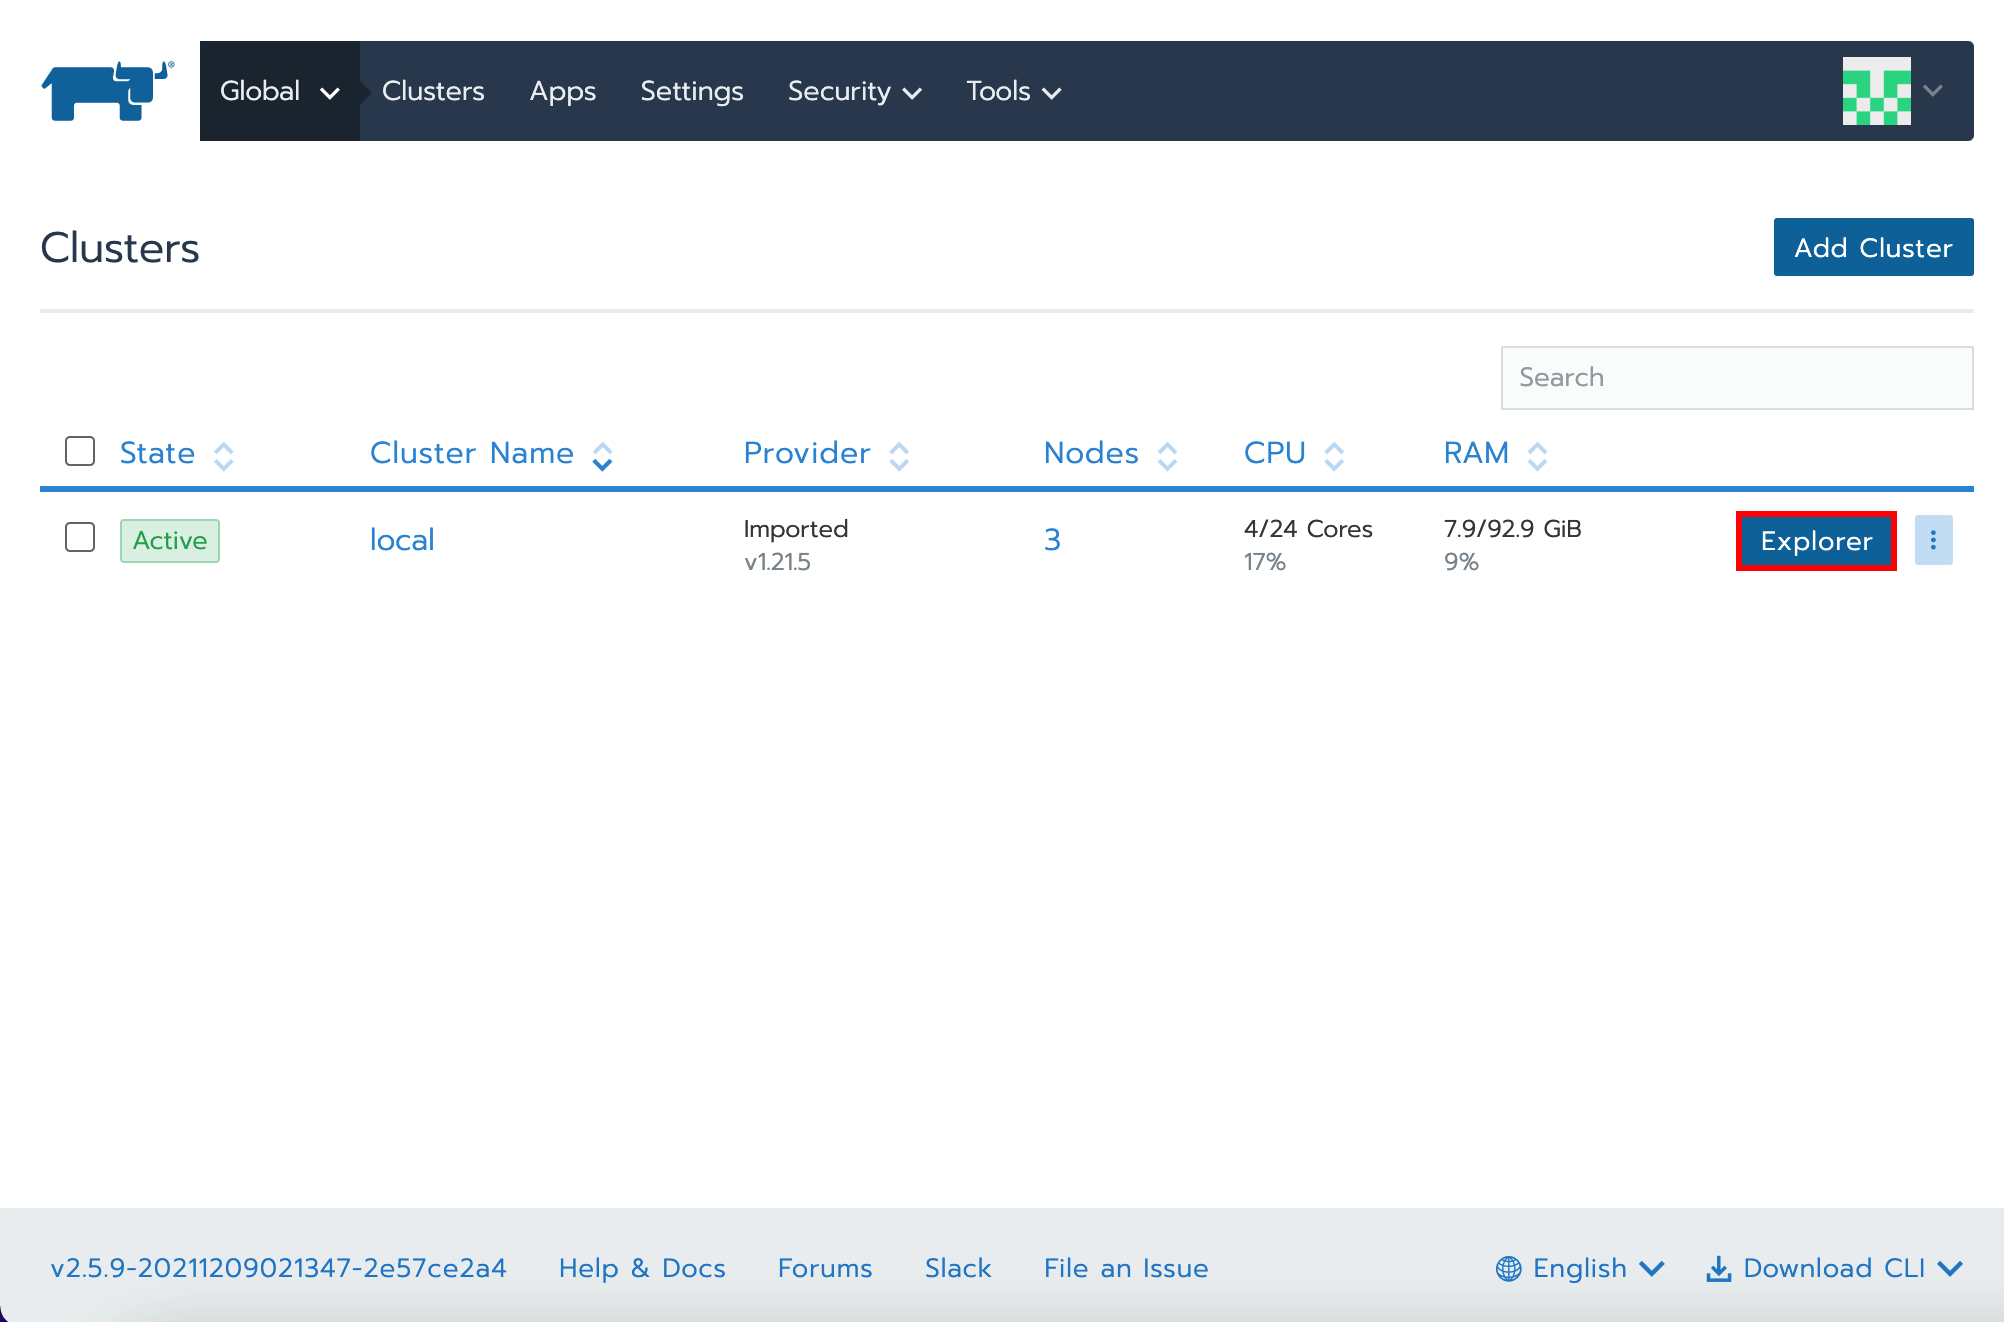 Global Clusters Apps Settings Security Tools
Clusters
Add Cluster
Search
State Cluster Name Provider Nodes CPU RAM
Active local Imported 3 4/24 Cores 7.9/92.9 GiB Explorer
v1.21.5 17% 9%
v2.5.9-20211209021347-2e57ce2a4 Help & Docs Forums Slack File an Issue English Download CLI